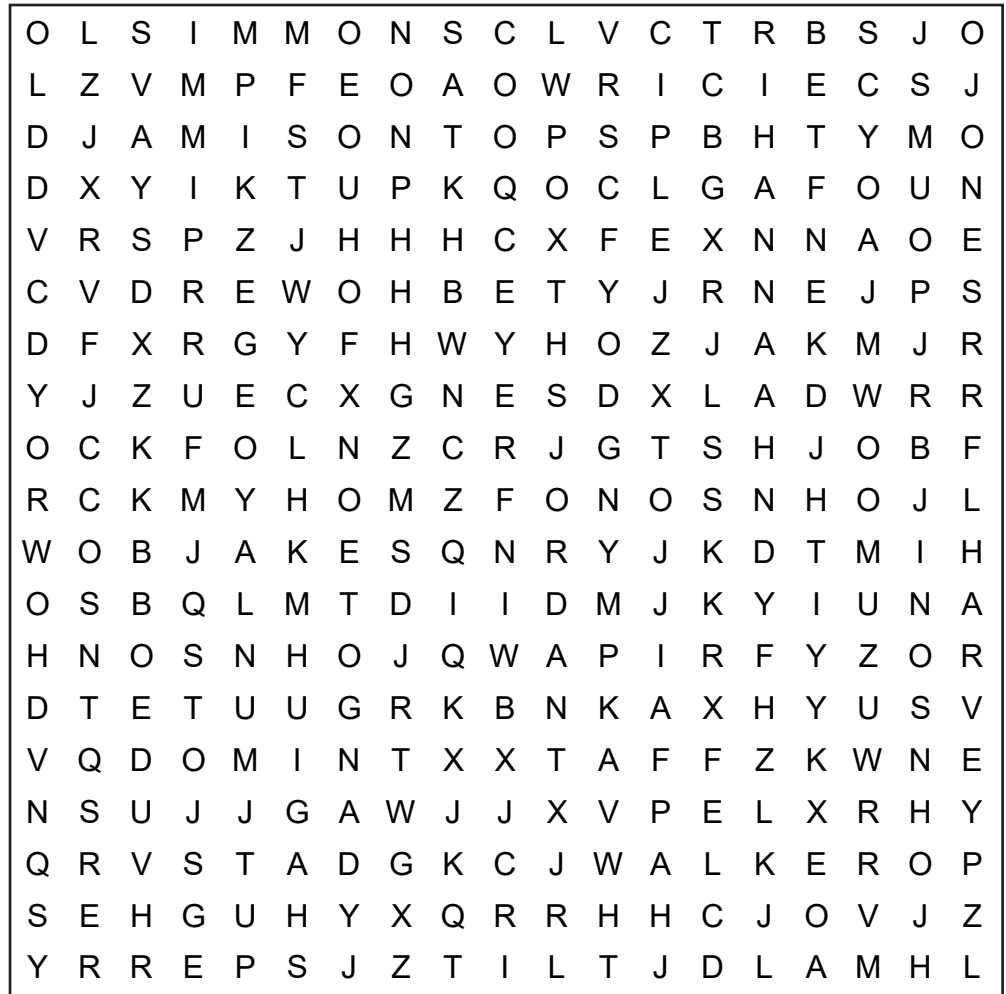 O L S I M M O N S C L V C T R B S J O
L Z V M P F E O A O W R I C I E C S J
D J A M I S O N T O P S P B H T Y M O
D X Y I K T U P K Q O C L G A F O U N
V R S P Z J H H H C X F E X N N A O E
C V D R E W O H B E T Y J R N E J P S
D F X R G Y F H W Y H O Z J A K M J R
Y J Z U E C X G N E S D X L A D W R R
O C K F O L N Z C R J G T S H J O B F
R C K M Y H O M Z F O N O S N H O J L
W O B J A K E S Q N R Y J K D T M I H
O S B Q L M T D I I D M J K Y I U N A
H N O S N H O J Q W A P I R F Y Z O R
D T E T U U G R K B N K A X H Y U S V
V Q D O M I N T X X T A F F Z K W N E
N S U J J G A W J J X V P E L X R H Y
Q R V S T A D G K C J W A L K E R O P
S E H G U H Y X Q R R H H C J O V J Z
Y R R E P S J Z T I L T J D L A M H L